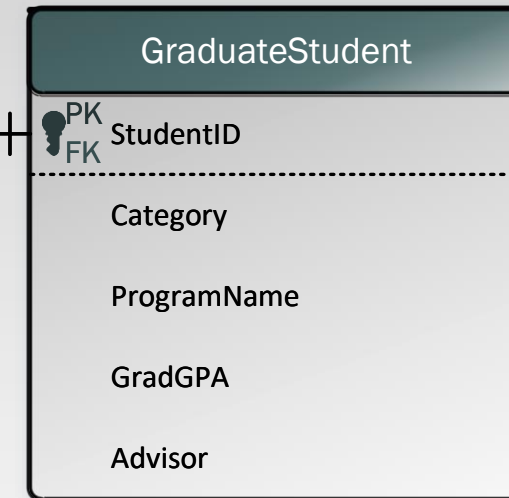 GraduateStudent
PK
FK
StudentID
Category
ProgramName
GradGPA
Advisor